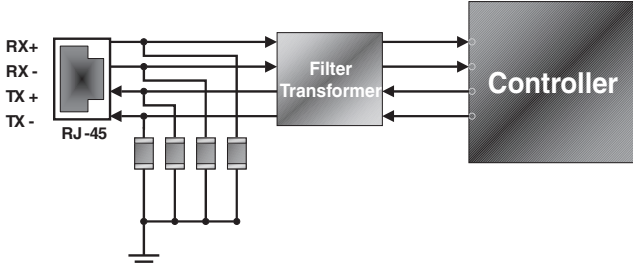 RX+
RX -
TX +
TX -
RJ-45
Filter
Transformer
Controller